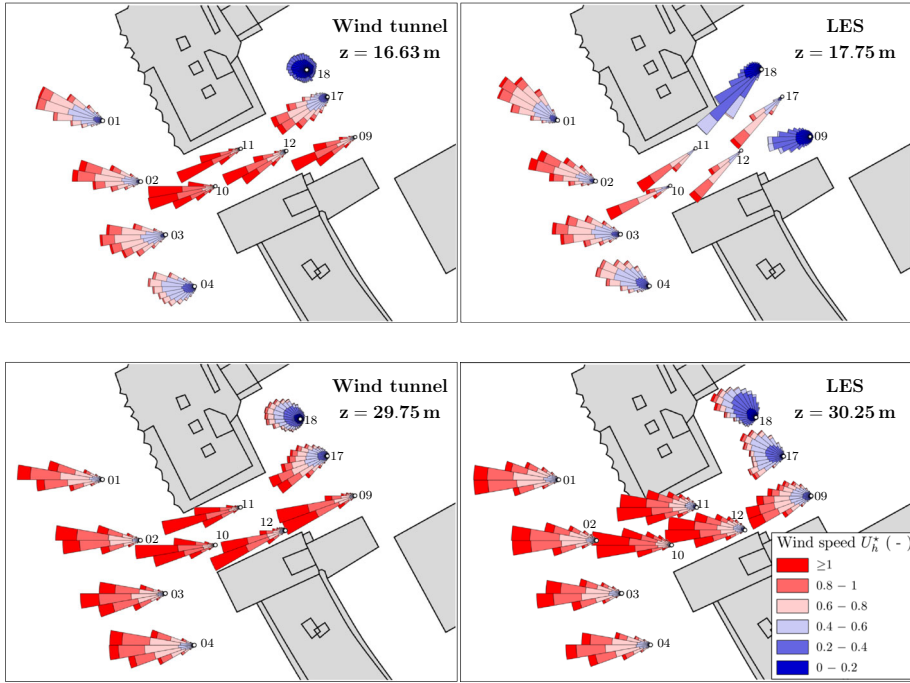 Wind tunnel
z = 16.63 m
18
17
01
09
11
12
02
10
03
04
LES
z = 17.75 m
18
17
01
09
11
12
02
10
03
04
Wind tunnel
z = 29.75 m
18
17
01
09
11
12
02
10
03
04
LES
z = 30.25 m
18
17
01
09
11
12
02
10
03
04
Wind speed U_h^⋆ ( - )
≥1
0.8 − 1
0.6 − 0.8
0.4 − 0.6
0.2 − 0.4
0 − 0.2